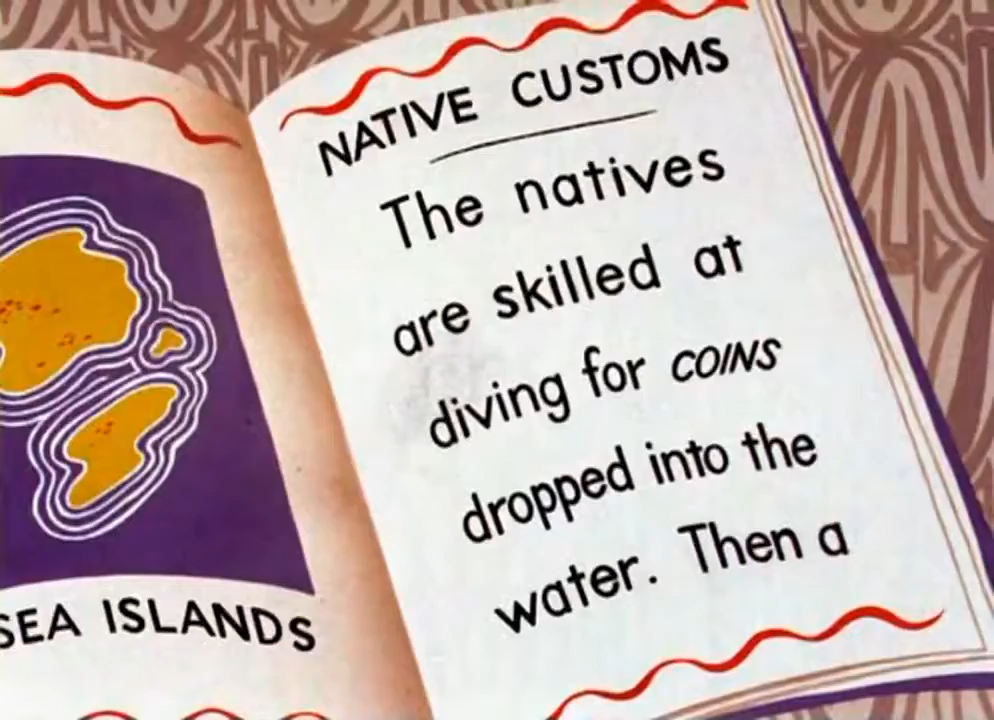 SEA ISLANDS
NATIVE CUSTOMS
The natives
are skilled at
diving for COINS
dropped into the
water. Then a